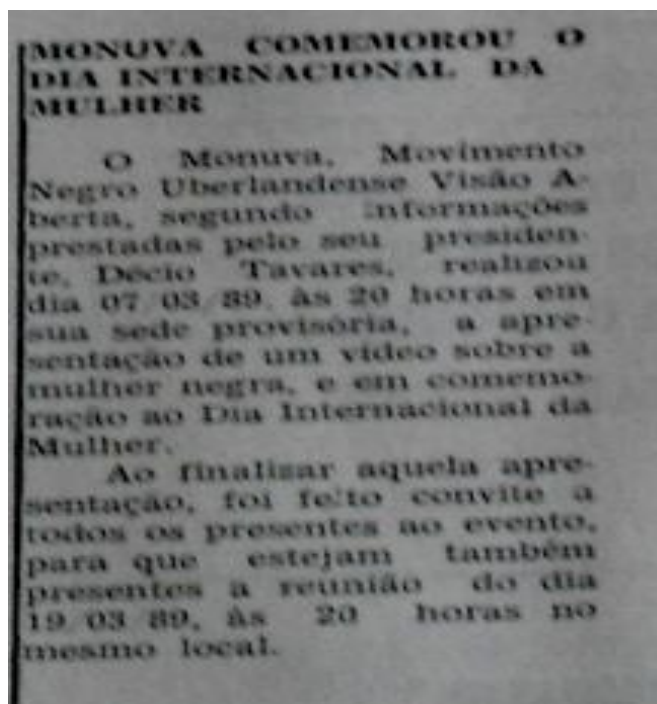 MONUVA COMEMOROU O
DIA INTERNACIONAL DA
MULHER
O Monuva, Movimento
Negro Uberlandense Visão A-
berta, segundo informações
prestadas pelo seu presiden-
te, Décio Tavares, realizou
dia 07/03/89, às 20 horas em
sua sede provisória, a apre-
sentação de um vídeo sobre a
mulher negra, e em comemo-
ração ao Dia Internacional da
Mulher.
Ao finalizar aquela apre-
sentação, foi feito convite a
todos os presentes ao evento,
para que estejam também
presentes a reunião do dia
19/03/89, às 20 horas no
mesmo local.